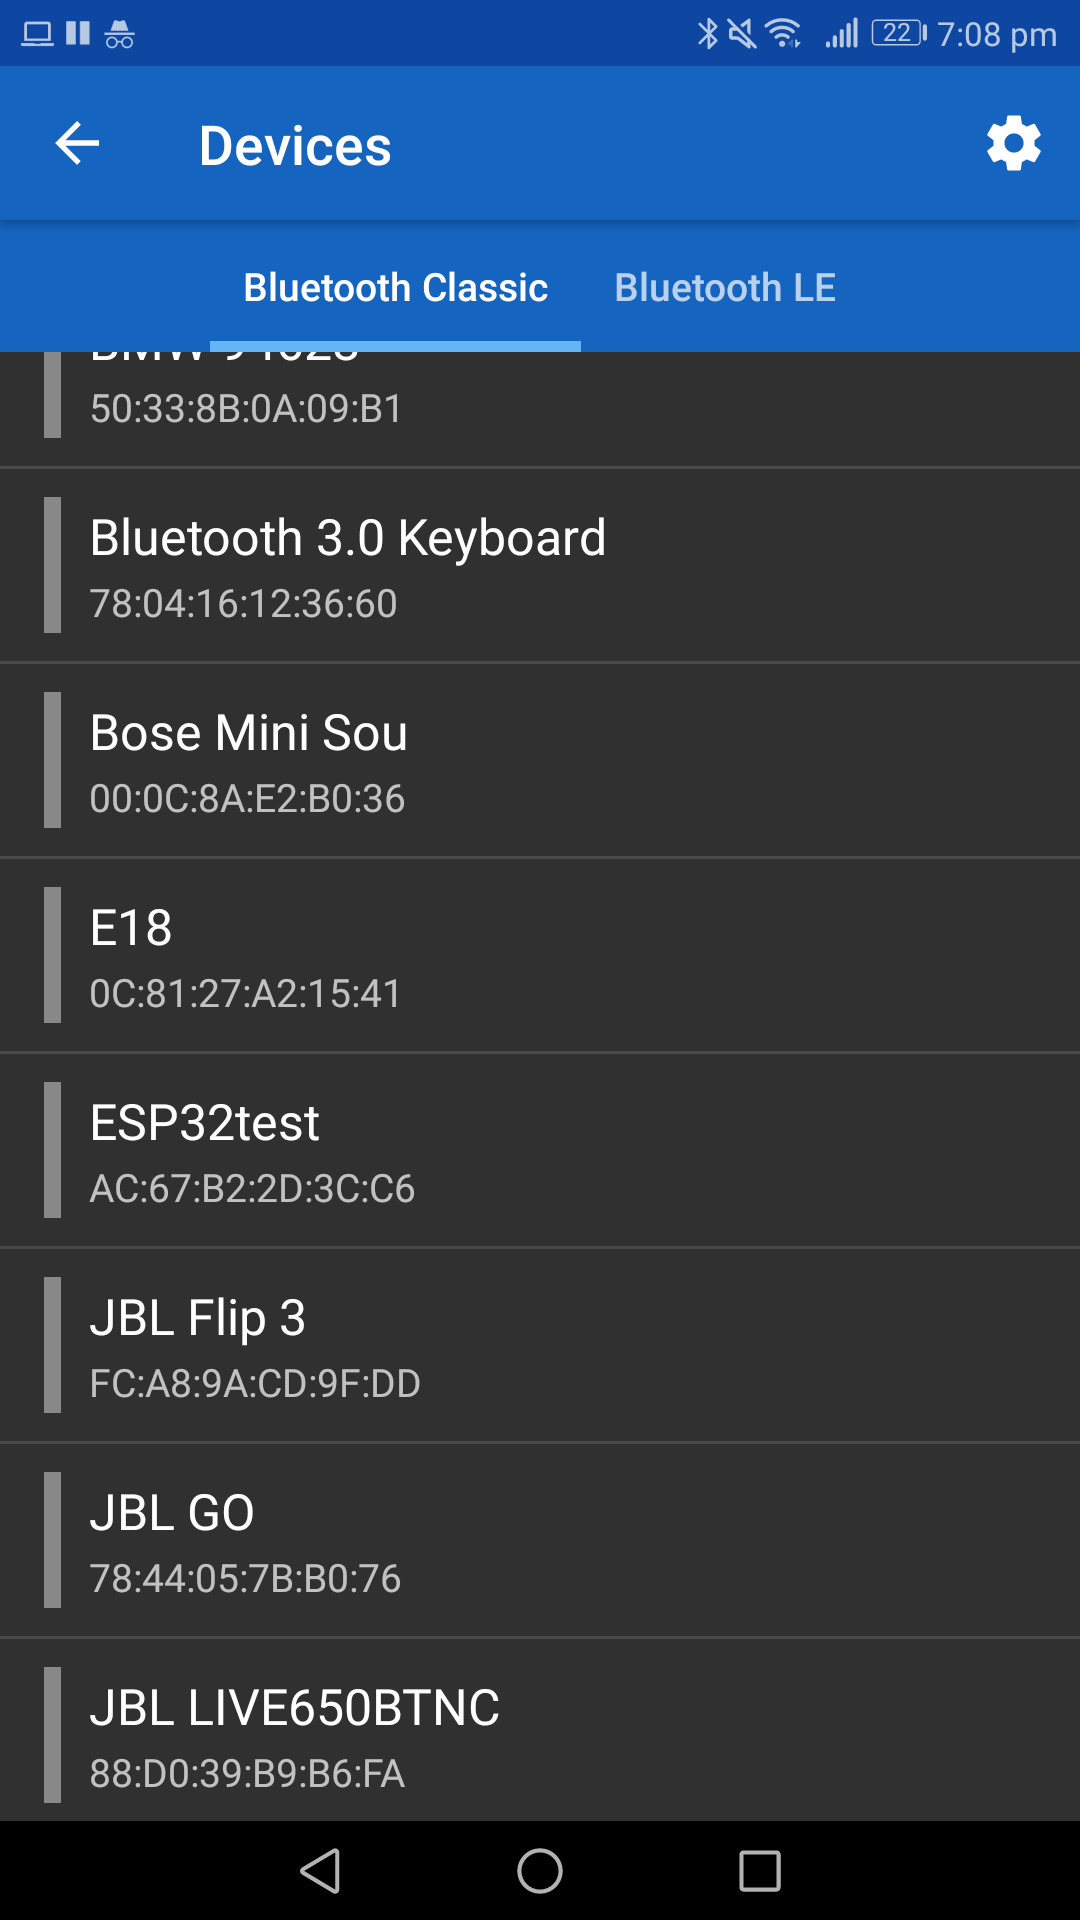 22 7:08 pm
Devices
Bluetooth Classic Bluetooth LE
BMW
50:33:8B:0A:09:B1
Bluetooth 3.0 Keyboard
78:04:16:12:36:60
Bose Mini Sou
00:0C:8A:E2:B0:36
E18
0C:81:27:A2:15:41
ESP32test
AC:67:B2:2D:3C:C6
JBL Flip 3
FC:A8:9A:CD:9F:DD
JBL GO
78:44:05:7B:B0:76
JBL LIVE650BTNC
88:D0:39:B9:B6:FA